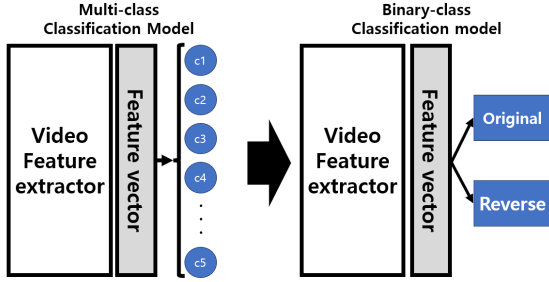 Multi-class
Classification Model
Video
Feature
extractor
Feature vector
c1
c2
c3
c4
.
.
.
c5
Binary-class
Classification model
Video
Feature
extractor
Feature vector
Original
Reverse